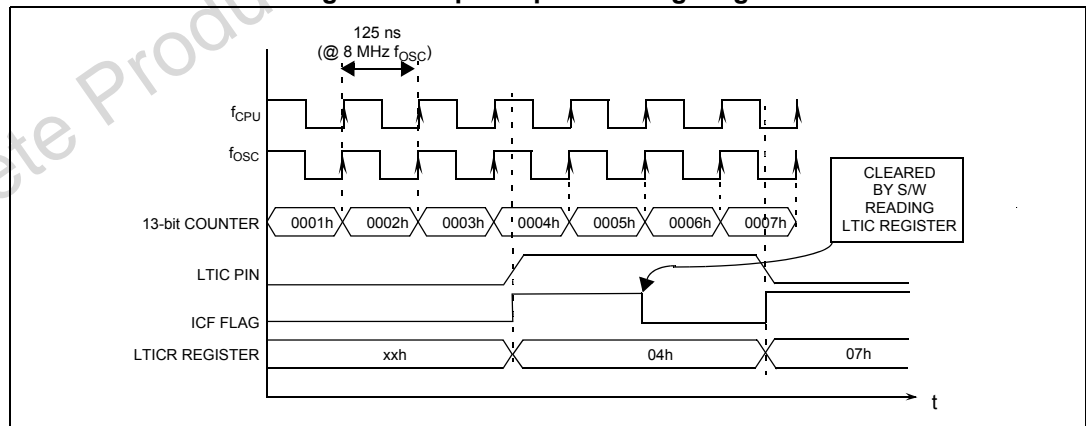 125 ns
(@ 8 MHz fOSC)
fCPU
fOSC
CLEARED
BY S/W
READING
LTIC REGISTER
13-bit COUNTER 0001h 0002h 0003h 0004h 0005h 0006h 0007h
LTIC PIN
ICF FLAG
LTICR REGISTER xxh 04h 07h
t